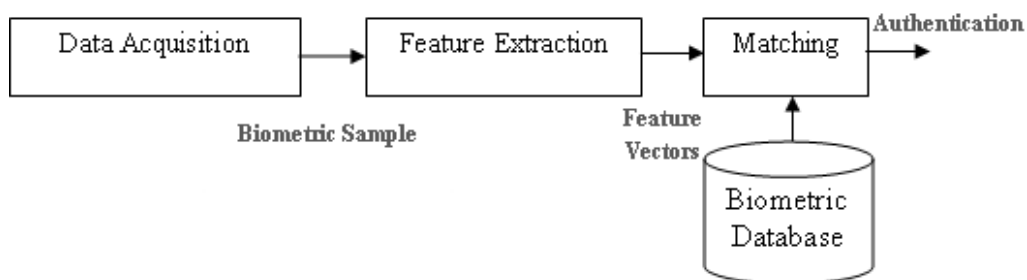 Data Acquisition
Feature Extraction
Matching
Authentication
Biometric Sample
Feature
Vectors
Biometric
Database